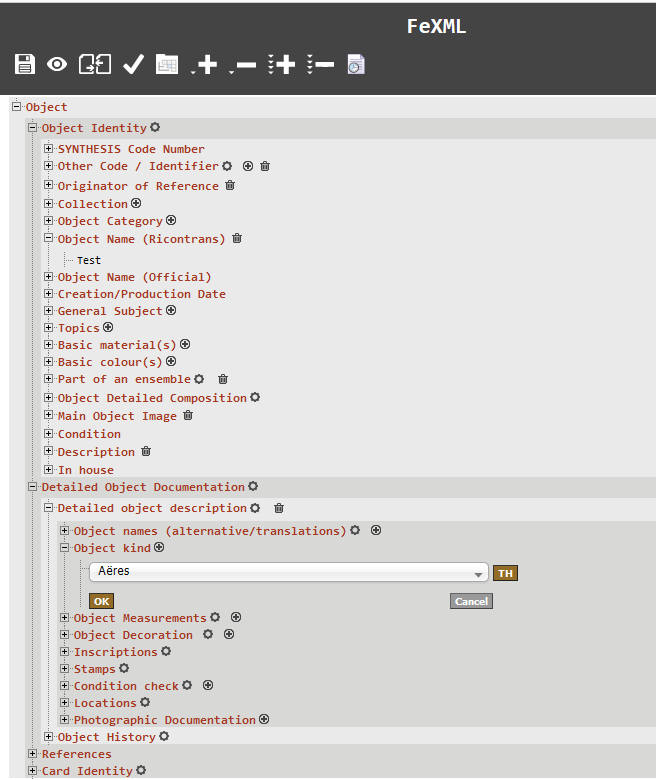 FeXML
Object
Object Identity
SYNTHESIS Code Number
Other Code / Identifier
Originator of Reference
Collection
Object Category
Object Name (Ricontrans)
Test
Object Name (Official)
Creation/Production Date
General Subject
Topics
Basic material(s)
Basic colour(s)
Part of an ensemble
Object Detailed Composition
Main Object Image
Condition
Description
In house
Detailed Object Documentation
Detailed object description
Object names (alternative/translations)
Object kind
Aëres TH
OK Cancel
Object Measurements
Object Decoration
Inscriptions
Stamps
Condition check
Locations
Photographic Documentation
Object History
References
Card Identity